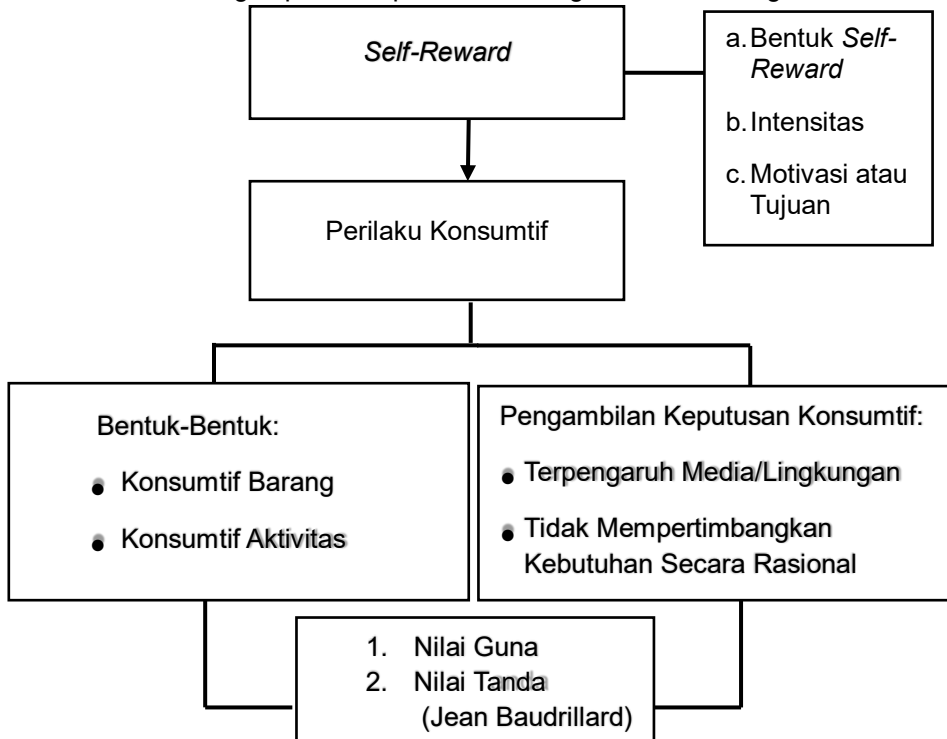 Self-Reward
a. Bentuk Self-
Reward
b. Intensitas
c. Motivasi atau
Tujuan
Perilaku Konsumtif
Bentuk-Bentuk:
• Konsumtif Barang
• Konsumtif Aktivitas
Pengambilan Keputusan Konsumtif:
• Terpengaruh Media/Lingkungan
• Tidak Mempertimbangkan
Kebutuhan Secara Rasional
1. Nilai Guna
2. Nilai Tanda
(Jean Baudrillard)